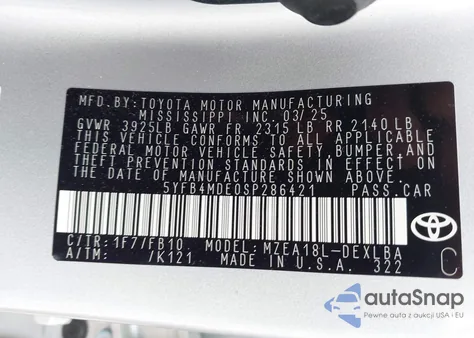 MFD.BY:TOYOTA MOTOR MANUFACTURING
MISSISSIPPI INC. 03/25
GVWR 3925LB GAWR FR 2315 LB RR 2140 LB
THIS VEHICLE CONFORMS TO ALL APPLICABLE
FEDERAL MOTOR VEHICLE SAFETY, BUMPER, AND
THEFT PREVENTION STANDARDS IN EFFECT ON
THE DATE OF MANUFACTURE SHOWN ABOVE.
5YFB4MDE0SP286421 PASS.CAR
C/TR:1F7/FB10 MODEL: MZEA18L-DEXLBA
A/TM: /K121 MADE IN U.S.A. 322
TOYOTA
C
autoSnap
Pewne auta z aukcji USA i EU